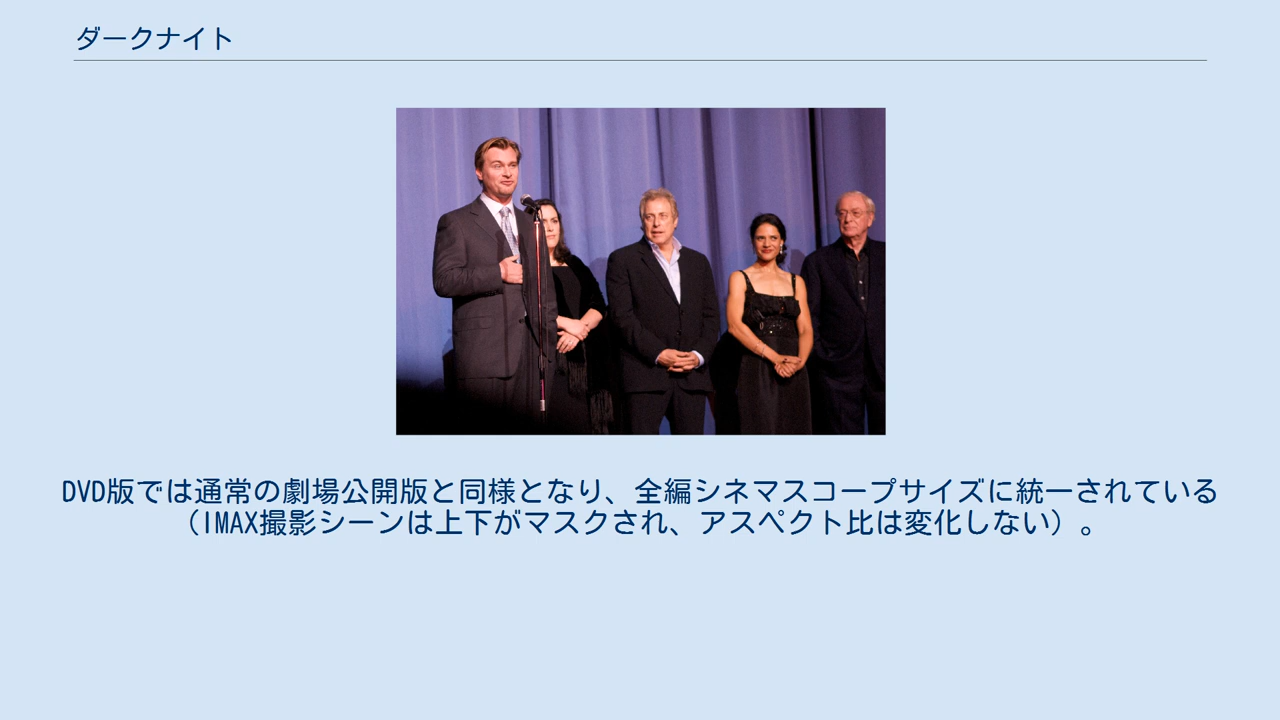 ダークナイト
DVD版では通常の劇場公開版と同様となり、全編シネマスコープサイズに統一されている
（IMAX撮影シーンは上下がマスクされ、アスペクト比は変化しない）。